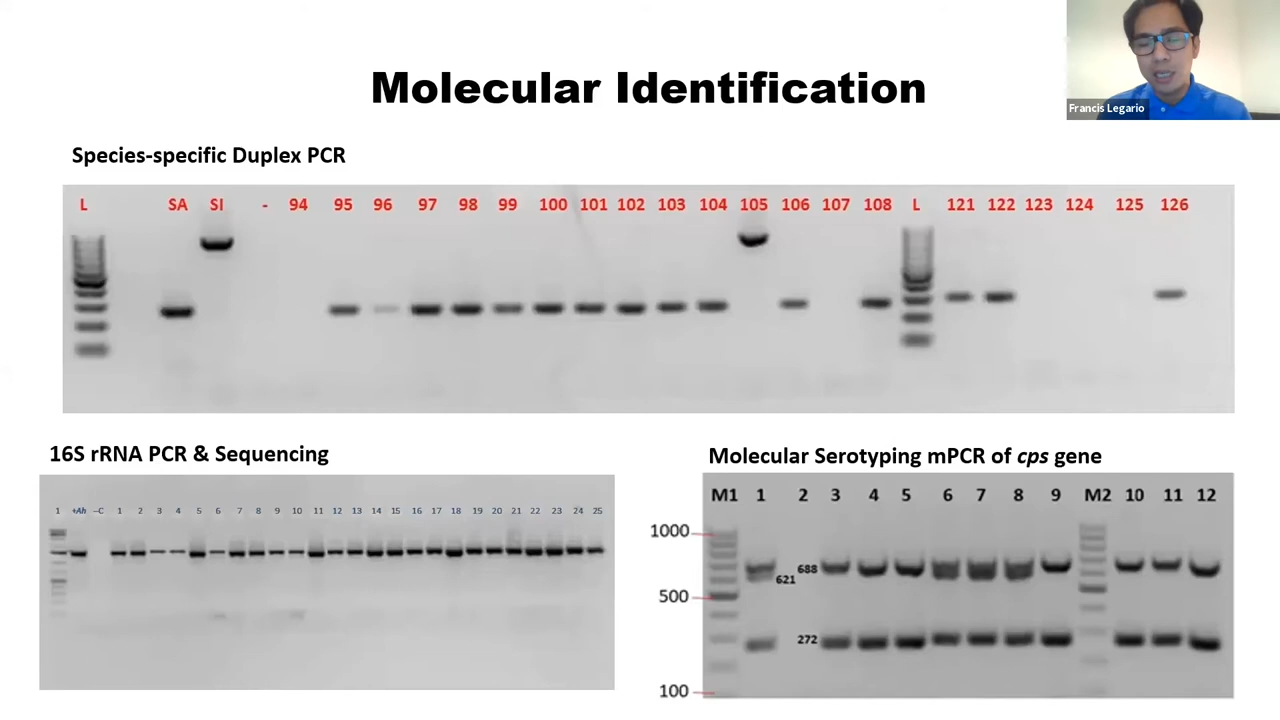 Molecular Identification
Francis Legario
Species-specific Duplex PCR
L SA SI - 94 95 96 97 98 99 100 101 102 103 104 105 106 107 108 L 121 122 123 124 125 126
16S rRNA PCR & Sequencing
1 +Ah –C 1 2 3 4 5 6 7 8 9 10 11 12 13 14 15 16 17 18 19 20 21 22 23 24 25
Molecular Serotyping mPCR of cps gene
M1 1 2 3 4 5 6 7 8 9 M2 10 11 12
1000
688
621
500
272
100